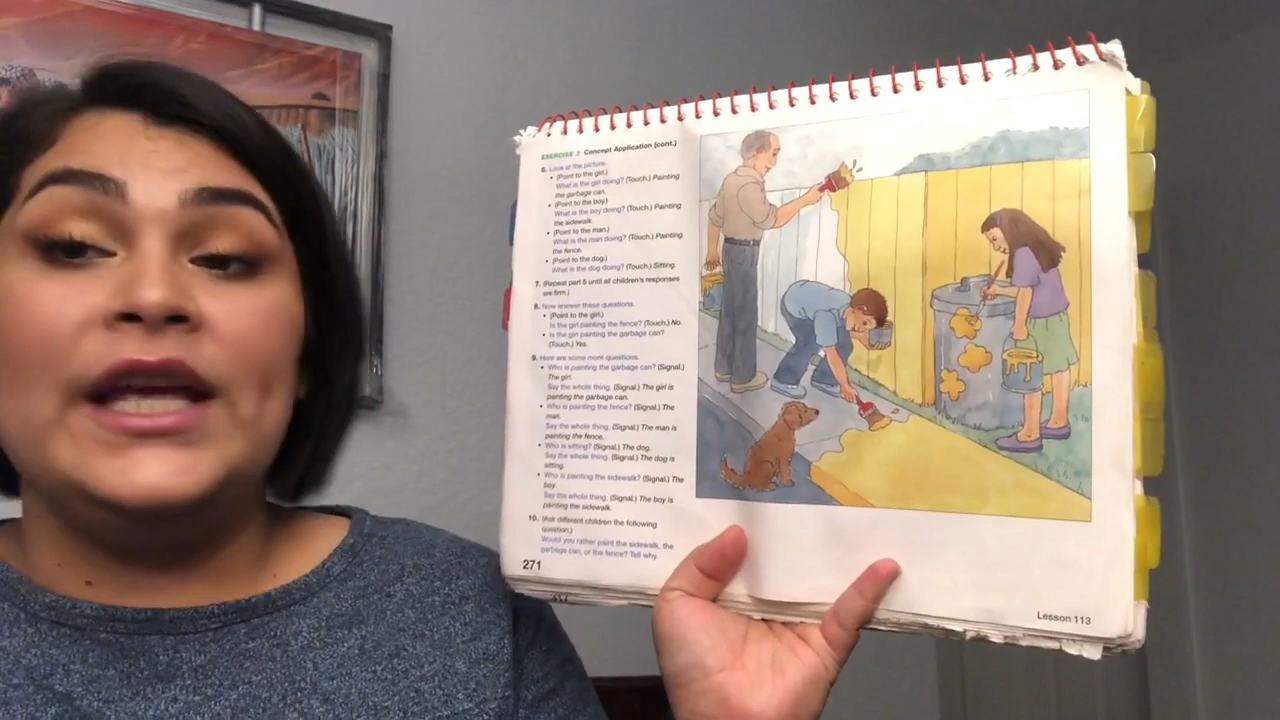 EXERCISE 3 Concept Application (cont.)
6. Look at the picture.
• (Point to the girl.)
What is the girl doing? (Touch.) Painting
the garbage can.
• (Point to the boy.)
What is the boy doing? (Touch.) Painting
the sidewalk.
• (Point to the man.)
What is the man doing? (Touch.) Painting
the fence.
• (Point to the dog.)
What is the dog doing? (Touch.) Sitting.
7. (Repeat part 6 until all children's responses
are firm.)
8. Now answer these questions.
• (Point to the girl.)
Is the girl painting the fence? (Touch.) No.
• Is the girl painting the garbage can?
(Touch.) Yes.
9. Here are some more questions.
• Who is painting the garbage can? (Signal.)
The girl.
Say the whole thing. (Signal.) The girl is
painting the garbage can.
• Who is painting the fence? (Signal.) The
man.
Say the whole thing. (Signal.) The man is
painting the fence.
• Who is sitting? (Signal.) The dog.
Say the whole thing. (Signal.) The dog is
sitting.
• Who is painting the sidewalk? (Signal.) The
boy.
Say the whole thing. (Signal.) The boy is
painting the sidewalk.
10. (Ask different children the following
question.)
Would you rather paint the sidewalk, the
garbage can, or the fence? Tell why.
271
Lesson 113